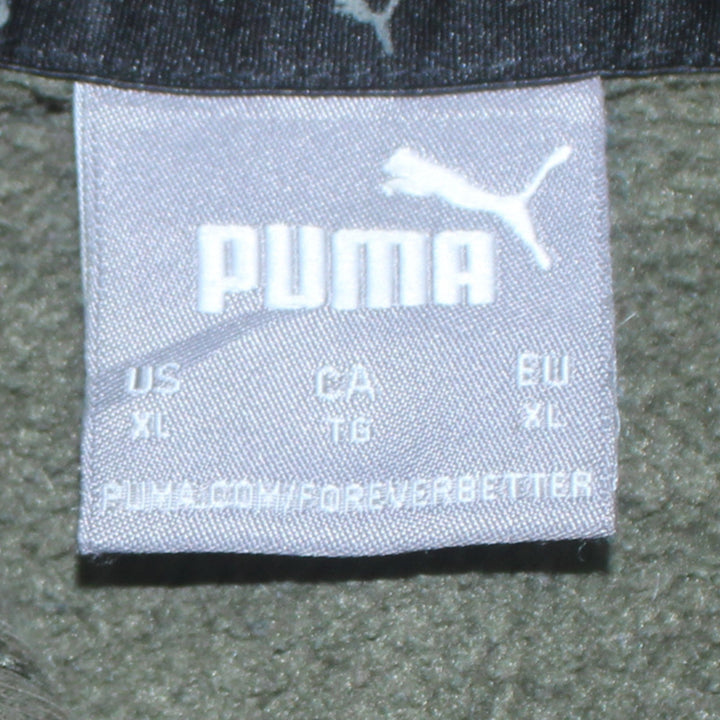 PUMA
US CA EU
XL TG XL
PUMA.COM/FOREVERBETTER